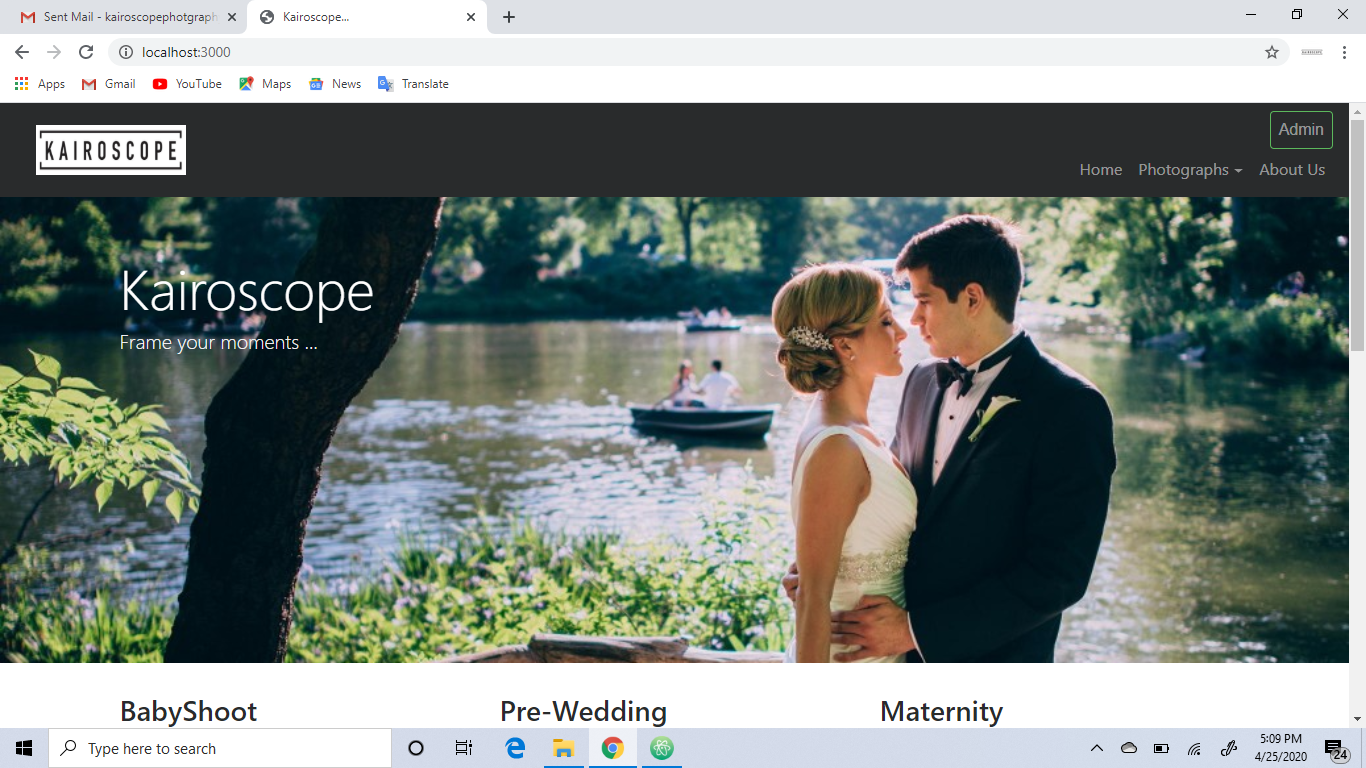 Sent Mail - kairoscopephotgraph
Kairoscope...
localhost:3000
Apps Gmail YouTube Maps News Translate
KAIROSCOPE
Admin
Home Photographs About Us
Kairoscope
Frame your moments ...
BabyShoot Pre-Wedding Maternity
Type here to search
5:09 PM
4/25/2020
24